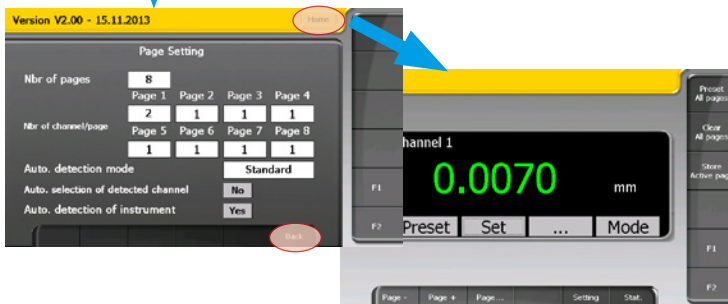 Version V2.00 - 15.11.2013
Home
Page Setting
Nbr of pages 8
Page 1 Page 2 Page 3 Page 4
2 1 1 1
Nbr of channel/page
Page 5 Page 6 Page 7 Page 8
1 1 1 1
Auto. detection mode Standard
Auto. selection of detected channel No
Auto. detection of instrument Yes
Back
F1
F2
hannel 1
0.0070 mm
Preset Set ... Mode
Page - Page + Page... Setting Stat.
Preset
All pages
Clear
All pages
Store
Active pag
F1
F2